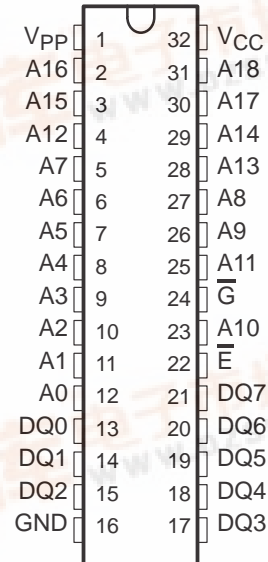 VPP 1 32 VCC
A16 2 31 A18
A15 3 30 A17
A12 4 29 A14
A7 5 28 A13
A6 6 27 A8
A5 7 26 A9
A4 8 25 A11
A3 9 24 G̅
A2 10 23 A10
A1 11 22 E̅
A0 12 21 DQ7
DQ0 13 20 DQ6
DQ1 14 19 DQ5
DQ2 15 18 DQ4
GND 16 17 DQ3